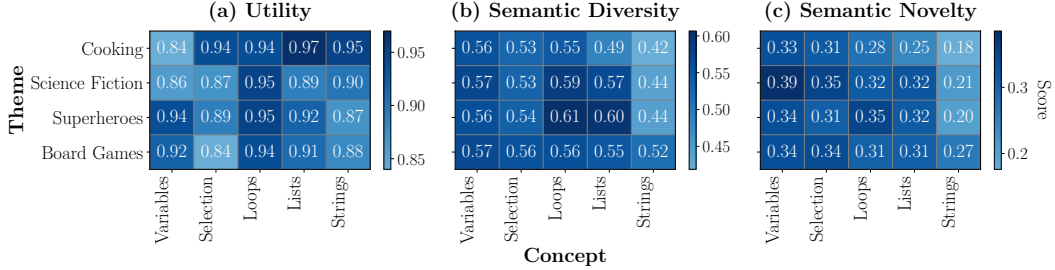 (a) Utility
(b) Semantic Diversity
(c) Semantic Novelty
Theme
Cooking
Science Fiction
Superheroes
Board Games
0.84 0.94 0.94 0.97 0.95
0.86 0.87 0.95 0.89 0.90
0.94 0.89 0.95 0.92 0.87
0.92 0.84 0.94 0.91 0.88
Variables
Selection
Loops
Lists
Strings
0.95
0.90
0.85
0.56 0.53 0.55 0.49 0.42
0.57 0.53 0.59 0.57 0.44
0.56 0.54 0.61 0.60 0.44
0.57 0.56 0.56 0.55 0.52
Variables
Selection
Loops
Lists
Strings
0.60
0.55
0.50
0.45
0.33 0.31 0.28 0.25 0.18
0.39 0.35 0.32 0.32 0.21
0.34 0.31 0.35 0.32 0.20
0.34 0.34 0.31 0.31 0.27
Variables
Selection
Loops
Lists
Strings
0.3
0.2
Score
Concept